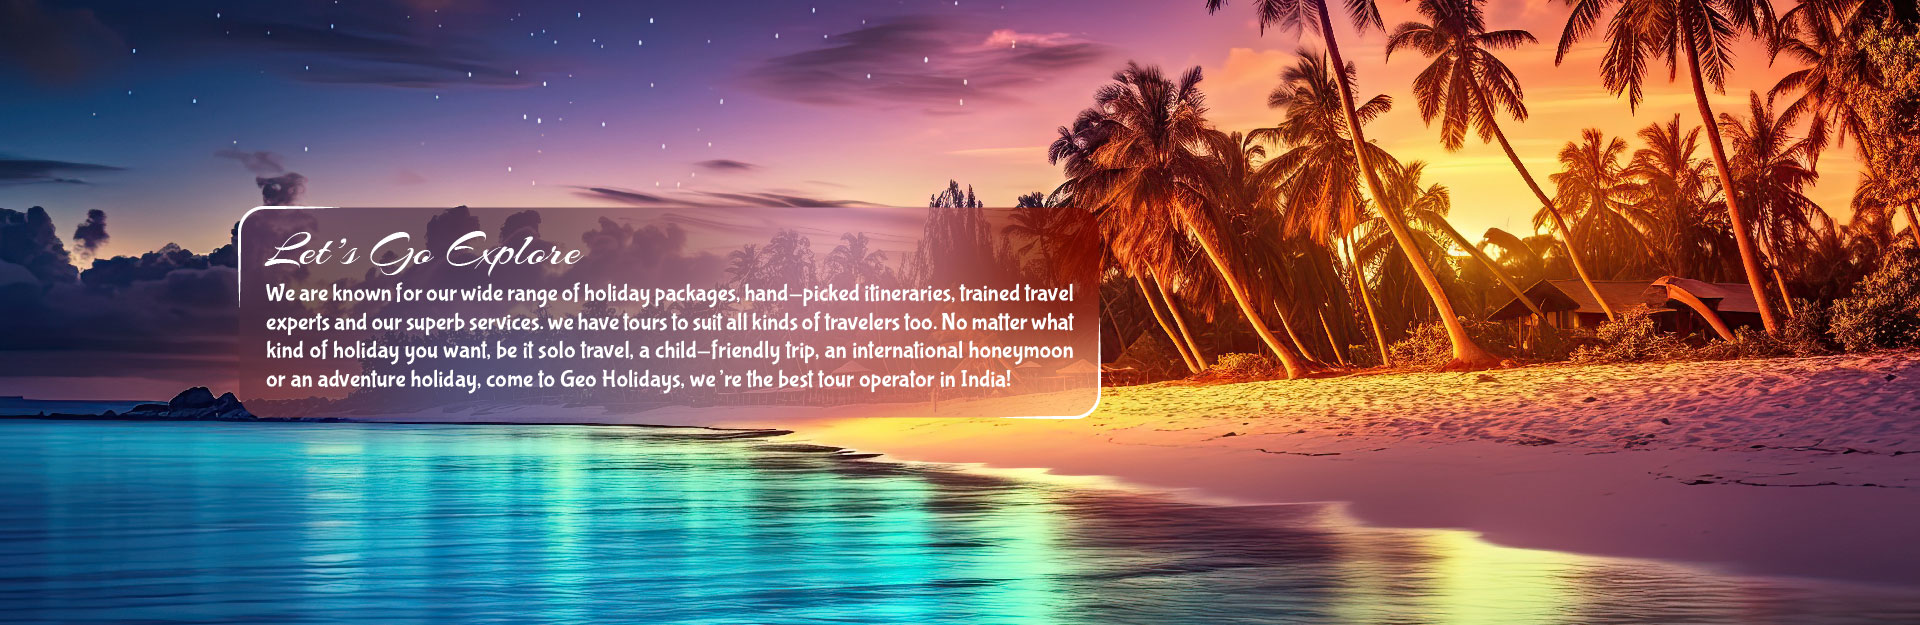 Let's Go Explore
We are known for our wide range of holiday packages, hand-picked itineraries, trained travel
experts and our superb services. we have tours to suit all kinds of travelers too. No matter what
kind of holiday you want, be it solo travel, a child-friendly trip, an international honeymoon
or an adventure holiday, come to Geo Holidays, we're the best tour operator in India!